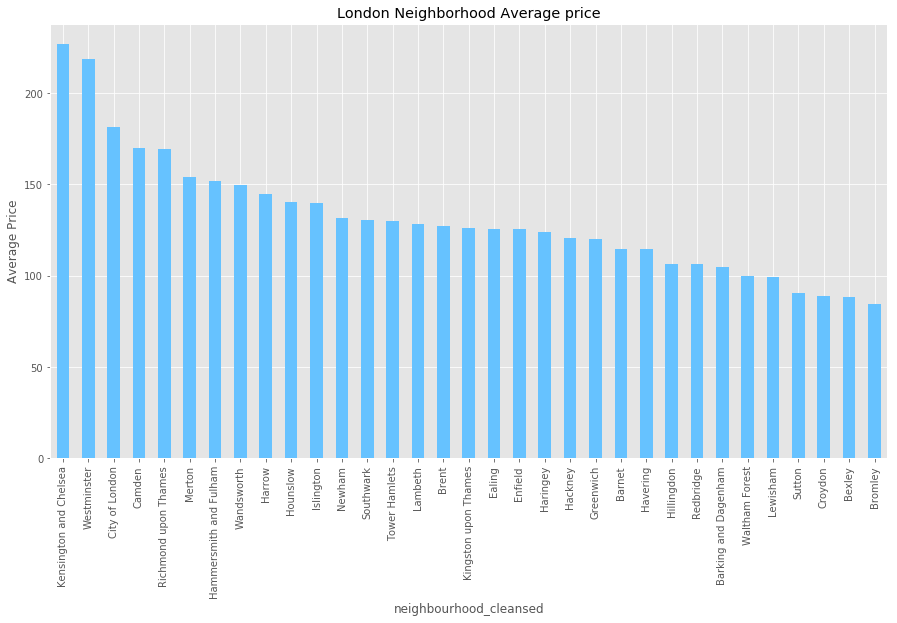 London Neighborhood Average price
Average Price
200
150
100
50
0
Kensington and Chelsea
Westminster
City of London
Camden
Richmond upon Thames
Merton
Hammersmith and Fulham
Wandsworth
Harrow
Hounslow
Islington
Newham
Southwark
Tower Hamlets
Lambeth
Brent
Kingston upon Thames
Ealing
Enfield
Haringey
Hackney
Greenwich
Barnet
Havering
Hillingdon
Redbridge
Barking and Dagenham
Waltham Forest
Lewisham
Sutton
Croydon
Bexley
Bromley
neighbourhood_cleansed